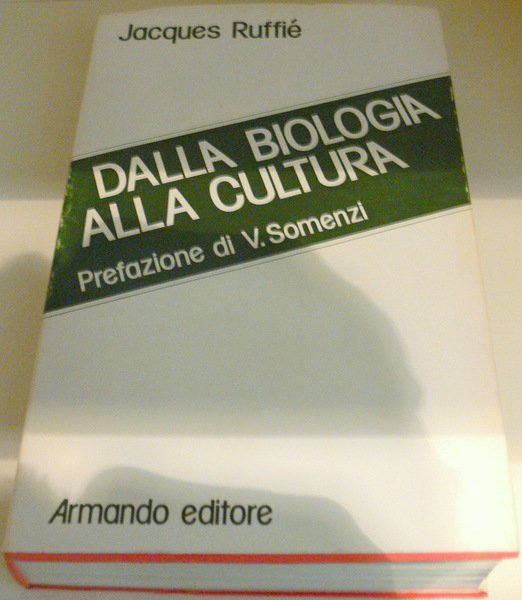 Jacques Ruffié
DALLA BIOLOGIA
ALLA CULTURA
Prefazione di V. Somenzi
Armando editore